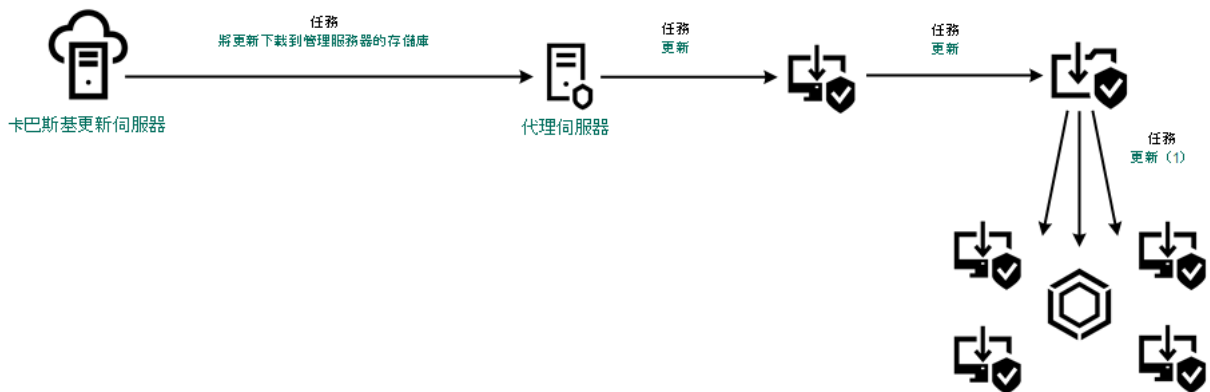 任務
將更新下載到管理服務器的存儲庫
任務
更新
任務
更新
卡巴斯基更新伺服器
代理伺服器
任務
更新（1）